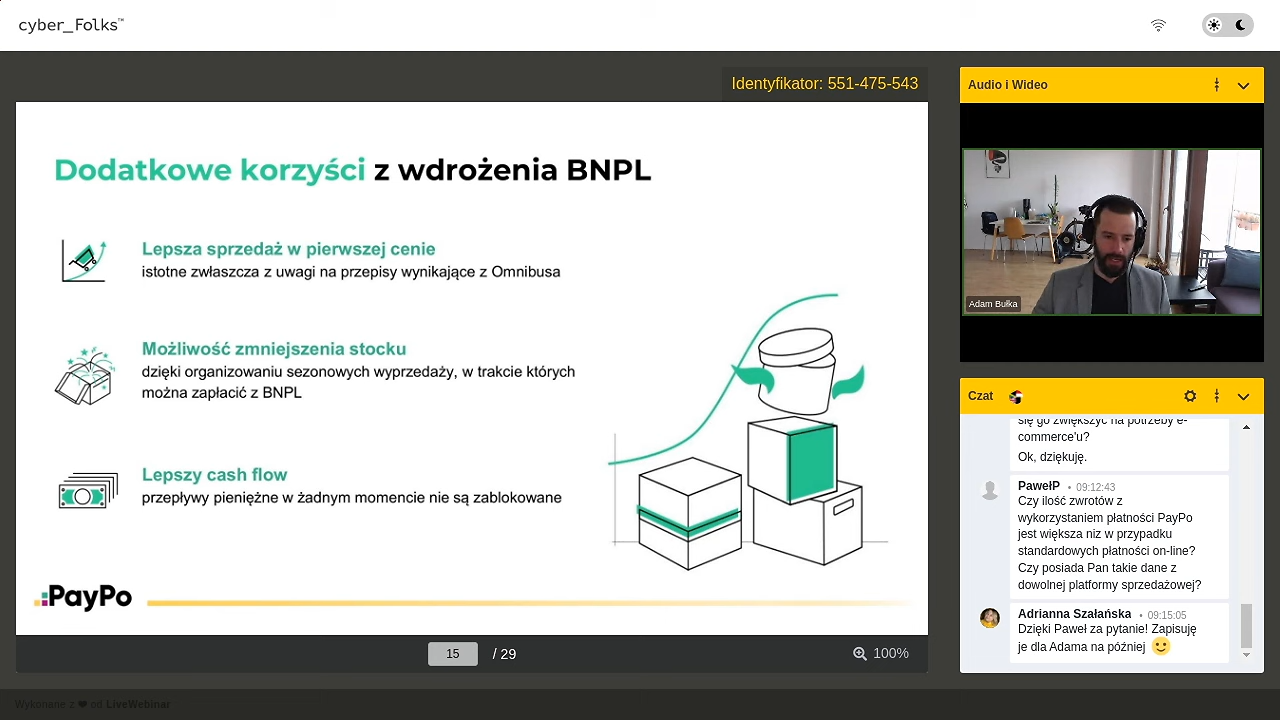 cyber_Folks™
Identyfikator: 551-475-543
Dodatkowe korzyści z wdrożenia BNPL
Lepsza sprzedaż w pierwszej cenie
istotne zwłaszcza z uwagi na przepisy wynikające z Omnibusa
Możliwość zmniejszenia stocku
dzięki organizowaniu sezonowych wyprzedaży, w trakcie których
można zapłacić z BNPL
Lepszy cash flow
przepływy pieniężne w żadnym momencie nie są zablokowane
PayPo
15 / 29
100%
Audio i Wideo
Adam Bułka
Czat
się go zwiększyć na potrzeby e-
commerce'u?
Ok, dziękuję.
PawełP • 09:12:43
Czy ilość zwrotów z
wykorzystaniem płatności PayPo
jest większa niz w przypadku
standardowych płatności on-line?
Czy posiada Pan takie dane z
dowolnej platformy sprzedażowej?
Adrianna Szałańska • 09:15:05
Dzięki Paweł za pytanie! Zapisuję
je dla Adama na później 🙂
Wykonane z ❤ od LiveWebinar